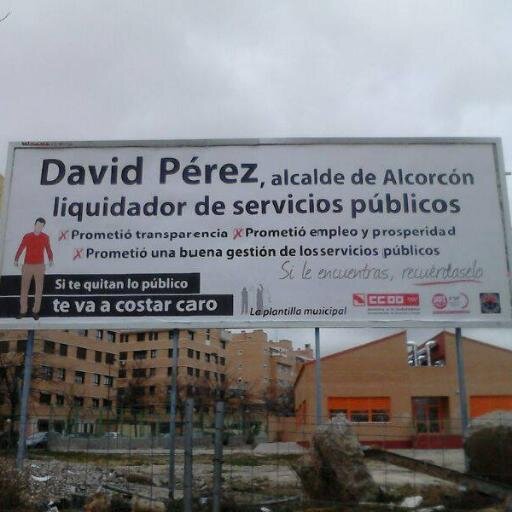 David Pérez, alcalde de Alcorcón
liquidador de servicios públicos
✗ Prometió transparencia ✗ Prometió empleo y prosperidad
✗ Prometió una buena gestión de los servicios públicos
Si le encuentras, recuérdaselo
Si te quitan lo público
te va a costar caro
La plantilla municipal
CCOO
UGT